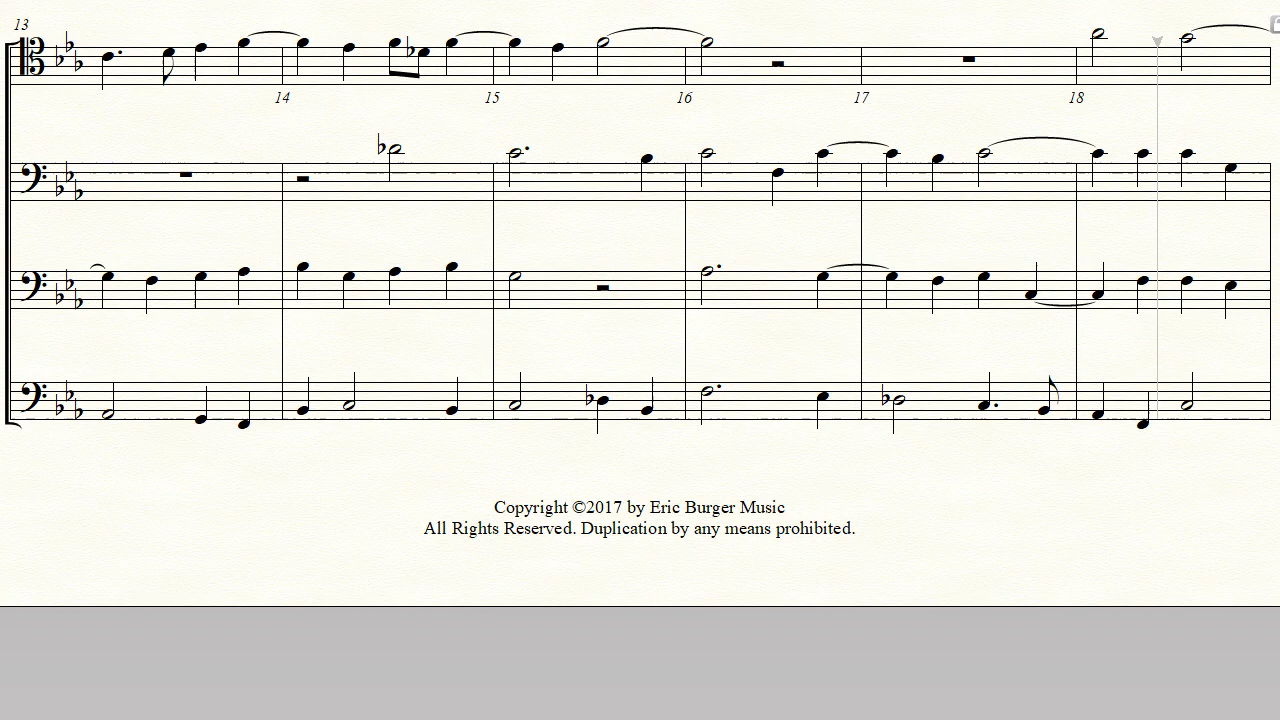 13
14 15 16 17 18
Copyright ©2017 by Eric Burger Music
All Rights Reserved. Duplication by any means prohibited.